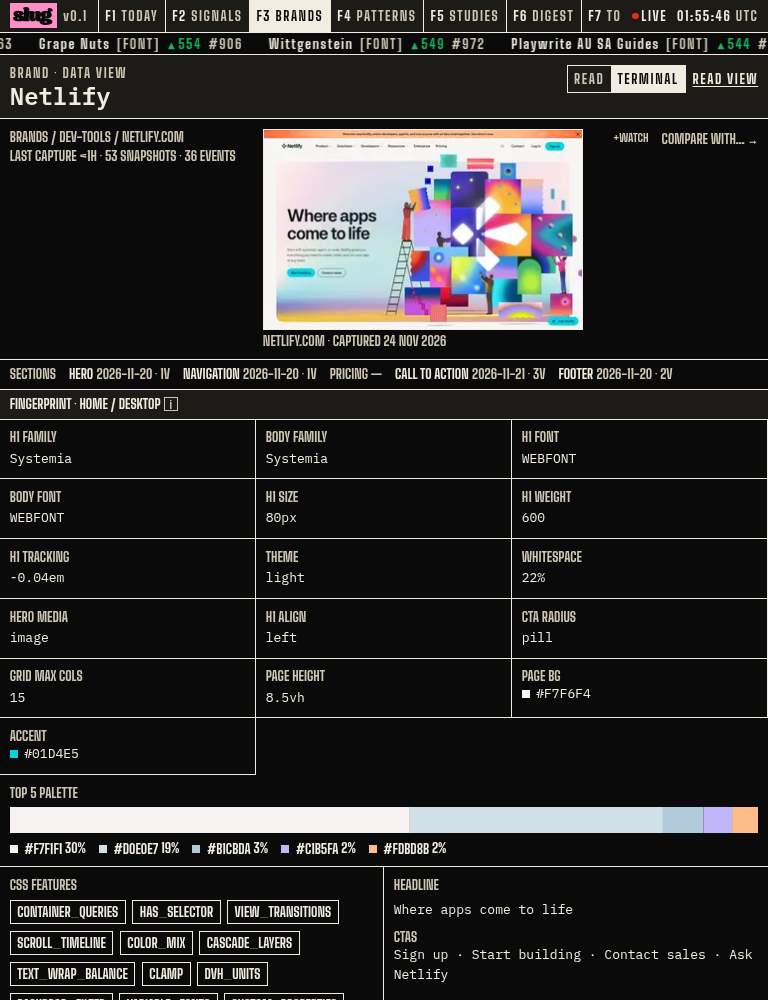 slug v0.1 F1 TODAY F2 SIGNALS F3 BRANDS F4 PATTERNS F5 STUDIES F6 DIGEST F7 TO LIVE 01:55:46 UTC
63 Grape Nuts [FONT] ▲554 #906 Wittgenstein [FONT] ▲549 #972 Playwrite AU SA Guides [FONT] ▲544 #
BRAND · DATA VIEW
Netlify
READ TERMINAL READ VIEW
BRANDS / DEV-TOOLS / NETLIFY.COM
LAST CAPTURE <1H · 53 SNAPSHOTS · 36 EVENTS
+WATCH COMPARE WITH... →
Netlify
Where apps
come to life
NETLIFY.COM · CAPTURED 24 NOV 2026
SECTIONS HERO 2026-11-20 · 1V NAVIGATION 2026-11-20 · 1V PRICING — CALL TO ACTION 2026-11-21 · 3V FOOTER 2026-11-20 · 2V
FINGERPRINT · HOME / DESKTOP i
H1 FAMILY
Systemia
BODY FAMILY
Systemia
H1 FONT
WEBFONT
BODY FONT
WEBFONT
H1 SIZE
80px
H1 WEIGHT
600
H1 TRACKING
-0.04em
THEME
light
WHITESPACE
22%
HERO MEDIA
image
H1 ALIGN
left
CTA RADIUS
pill
GRID MAX COLS
15
PAGE HEIGHT
8.5vh
PAGE BG
#F7F6F4
ACCENT
#01D4E5
TOP 5 PALETTE
#F7F1F1 30% #D0E0E7 19% #B1CBDA 3% #C1B5FA 2% #FDBD8B 2%
CSS FEATURES
CONTAINER_QUERIES HAS_SELECTOR VIEW_TRANSITIONS
SCROLL_TIMELINE COLOR_MIX CASCADE_LAYERS
TEXT_WRAP_BALANCE CLAMP DVH_UNITS
HEADLINE
Where apps come to life
CTAS
Sign up · Start building · Contact sales · Ask
Netlify